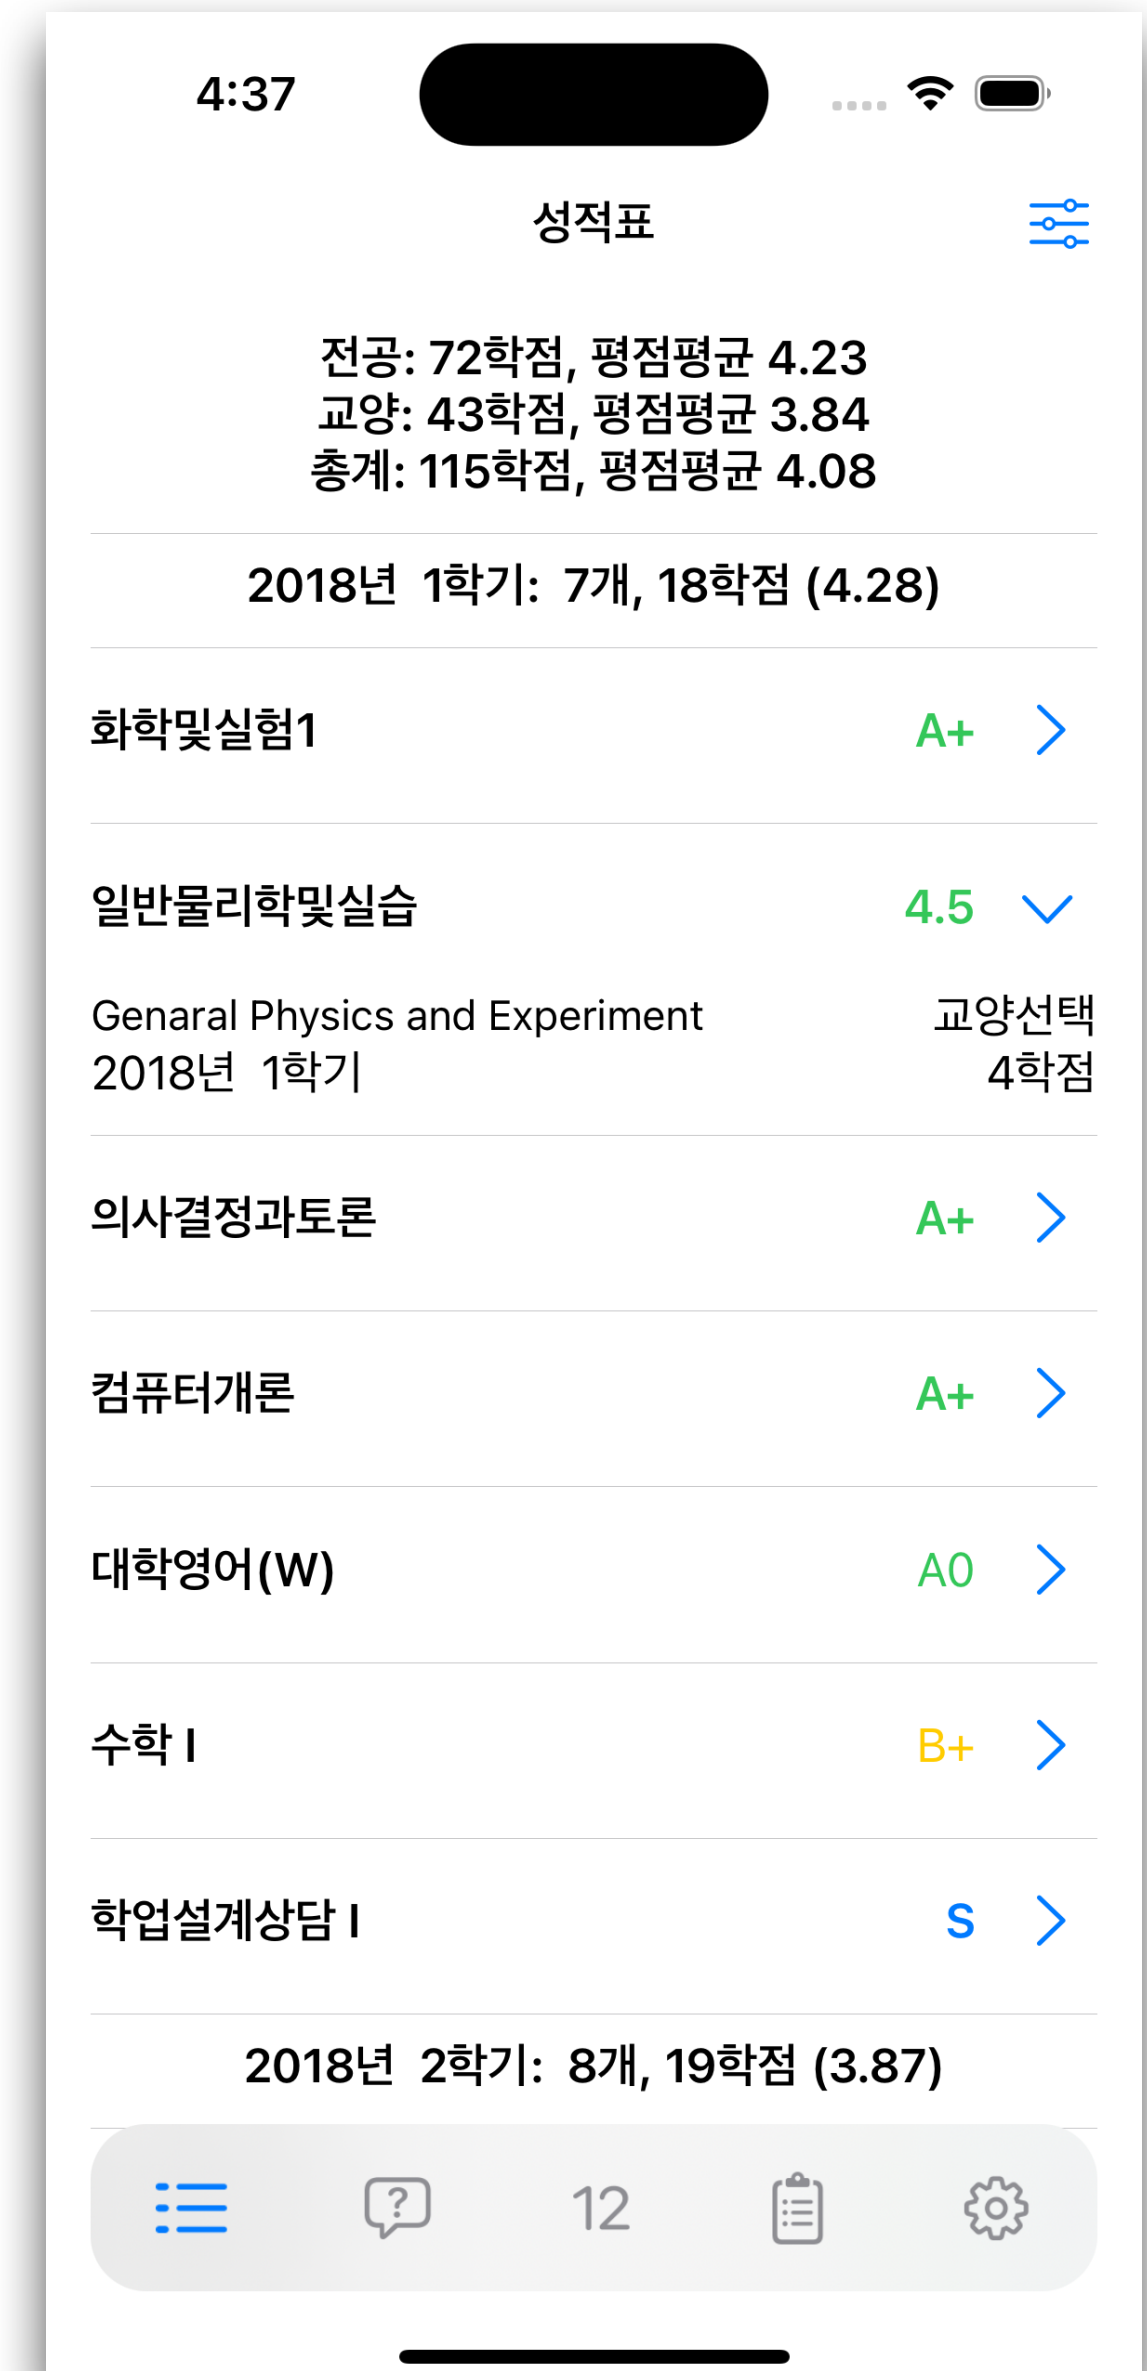 4:37
성적표
전공: 72학점, 평점평균 4.23
교양: 43학점, 평점평균 3.84
총계: 115학점, 평점평균 4.08
2018년 1학기: 7개, 18학점 (4.28)
화학및실험1 A+
일반물리학및실습 4.5
Genaral Physics and Experiment 교양선택
2018년 1학기 4학점
의사결정과토론 A+
컴퓨터개론 A+
대학영어(W) A0
수학 I B+
학업설계상담 I S
2018년 2학기: 8개, 19학점 (3.87)
? 12